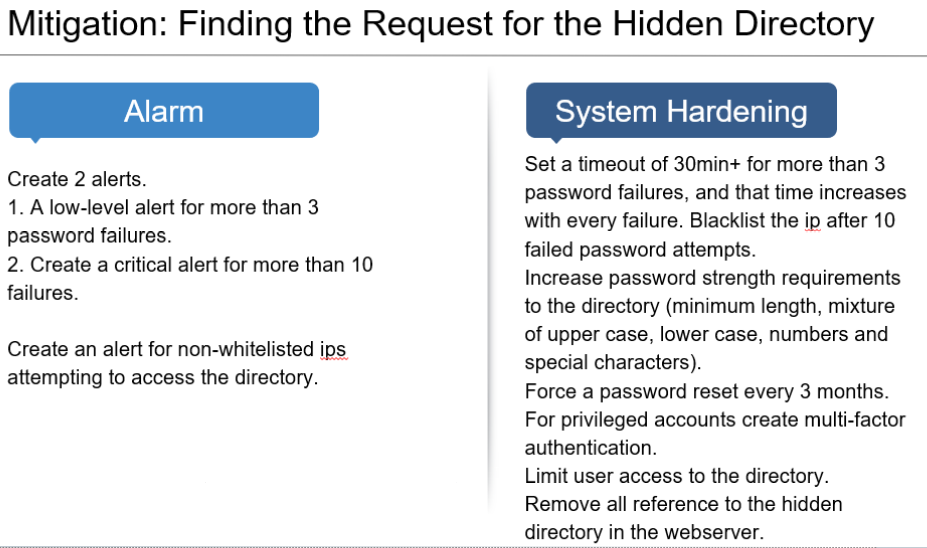 Mitigation: Finding the Request for the Hidden Directory
Alarm
Create 2 alerts.
1. A low-level alert for more than 3
password failures.
2. Create a critical alert for more than 10
failures.
Create an alert for non-whitelisted ips
attempting to access the directory.
System Hardening
Set a timeout of 30min+ for more than 3
password failures, and that time increases
with every failure. Blacklist the ip after 10
failed password attempts.
Increase password strength requirements
to the directory (minimum length, mixture
of upper case, lower case, numbers and
special characters).
Force a password reset every 3 months.
For privileged accounts create multi-factor
authentication.
Limit user access to the directory.
Remove all reference to the hidden
directory in the webserver.